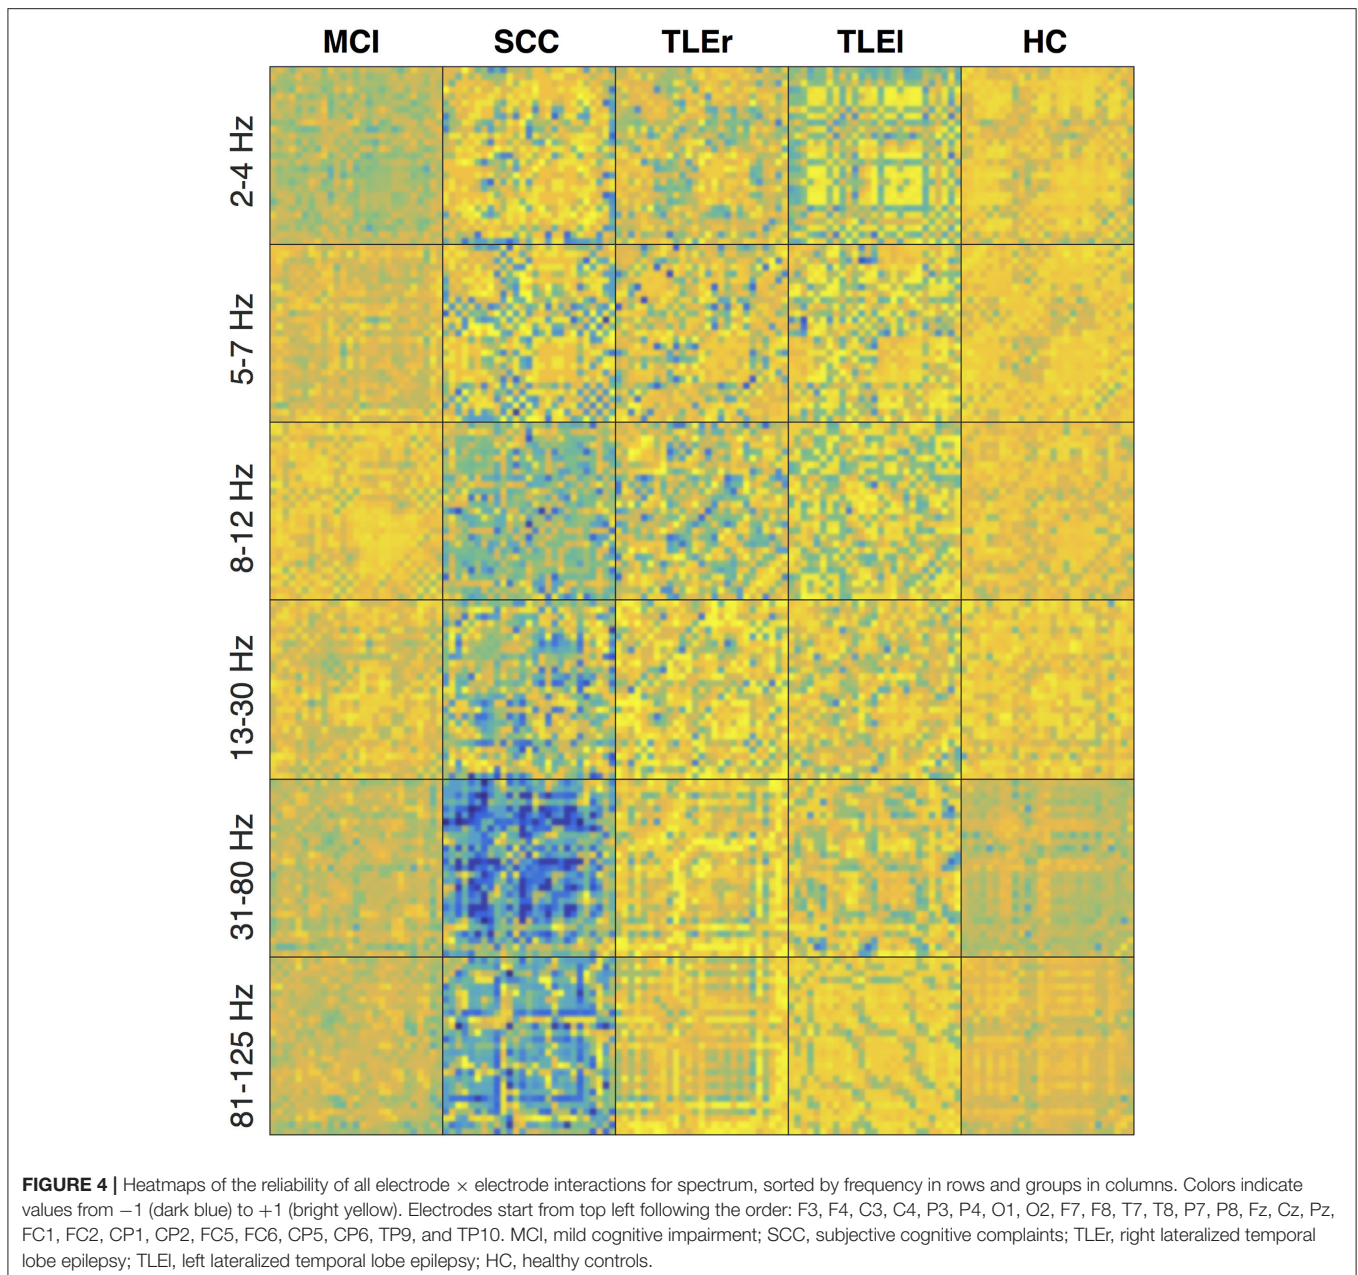 MCI SCC TLEr TLEl HC
2-4 Hz
5-7 Hz
8-12 Hz
13-30 Hz
31-80 Hz
81-125 Hz
FIGURE 4 | Heatmaps of the reliability of all electrode × electrode interactions for spectrum, sorted by frequency in rows and groups in columns. Colors indicate
values from −1 (dark blue) to +1 (bright yellow). Electrodes start from top left following the order: F3, F4, C3, C4, P3, P4, O1, O2, F7, F8, T7, T8, P7, P8, Fz, Cz, Pz,
FC1, FC2, CP1, CP2, FC5, FC6, CP5, CP6, TP9, and TP10. MCI, mild cognitive impairment; SCC, subjective cognitive complaints; TLEr, right lateralized temporal
lobe epilepsy; TLEl, left lateralized temporal lobe epilepsy; HC, healthy controls.